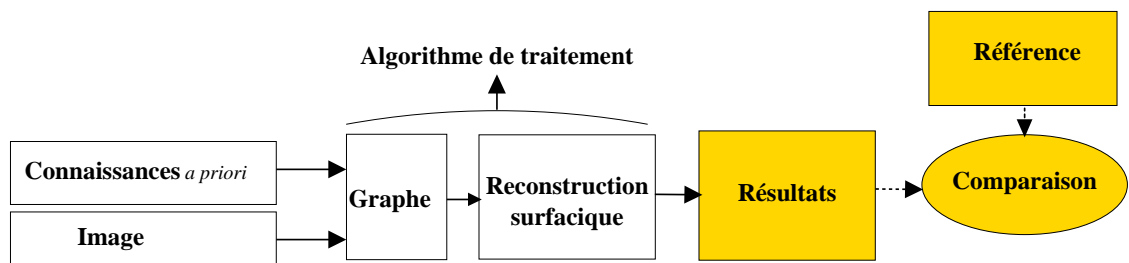 Algorithme de traitement
Référence
Connaissances a priori
Graphe
Reconstruction
surfacique
Résultats
Comparaison
Image